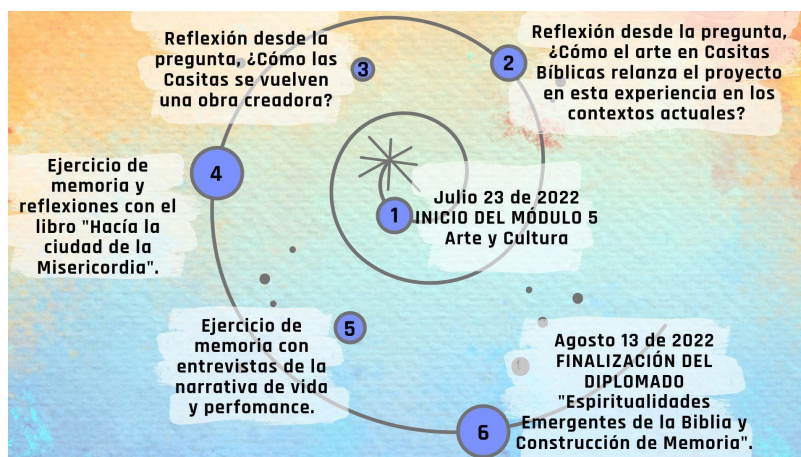 1
Julio 23 de 2022
INICIO DEL MÓDULO 5
Arte y Cultura
2
Reflexión desde la pregunta,
¿Cómo el arte en Casitas
Bíblicas relanza el proyecto
en esta experiencia en los
contextos actuales?
3
Reflexión desde la
pregunta, ¿Cómo las
Casitas se vuelven
una obra creadora?
4
Ejercicio de
memoria y
reflexiones con el
libro "Hacía la
ciudad de la
Misericordia".
5
Ejercicio de
memoria con
entrevistas de la
narrativa de vida
y perfomance.
6
Agosto 13 de 2022
FINALIZACIÓN DEL
DIPLOMADO
"Espiritualidades
Emergentes de la Biblia y
Construcción de Memoria".